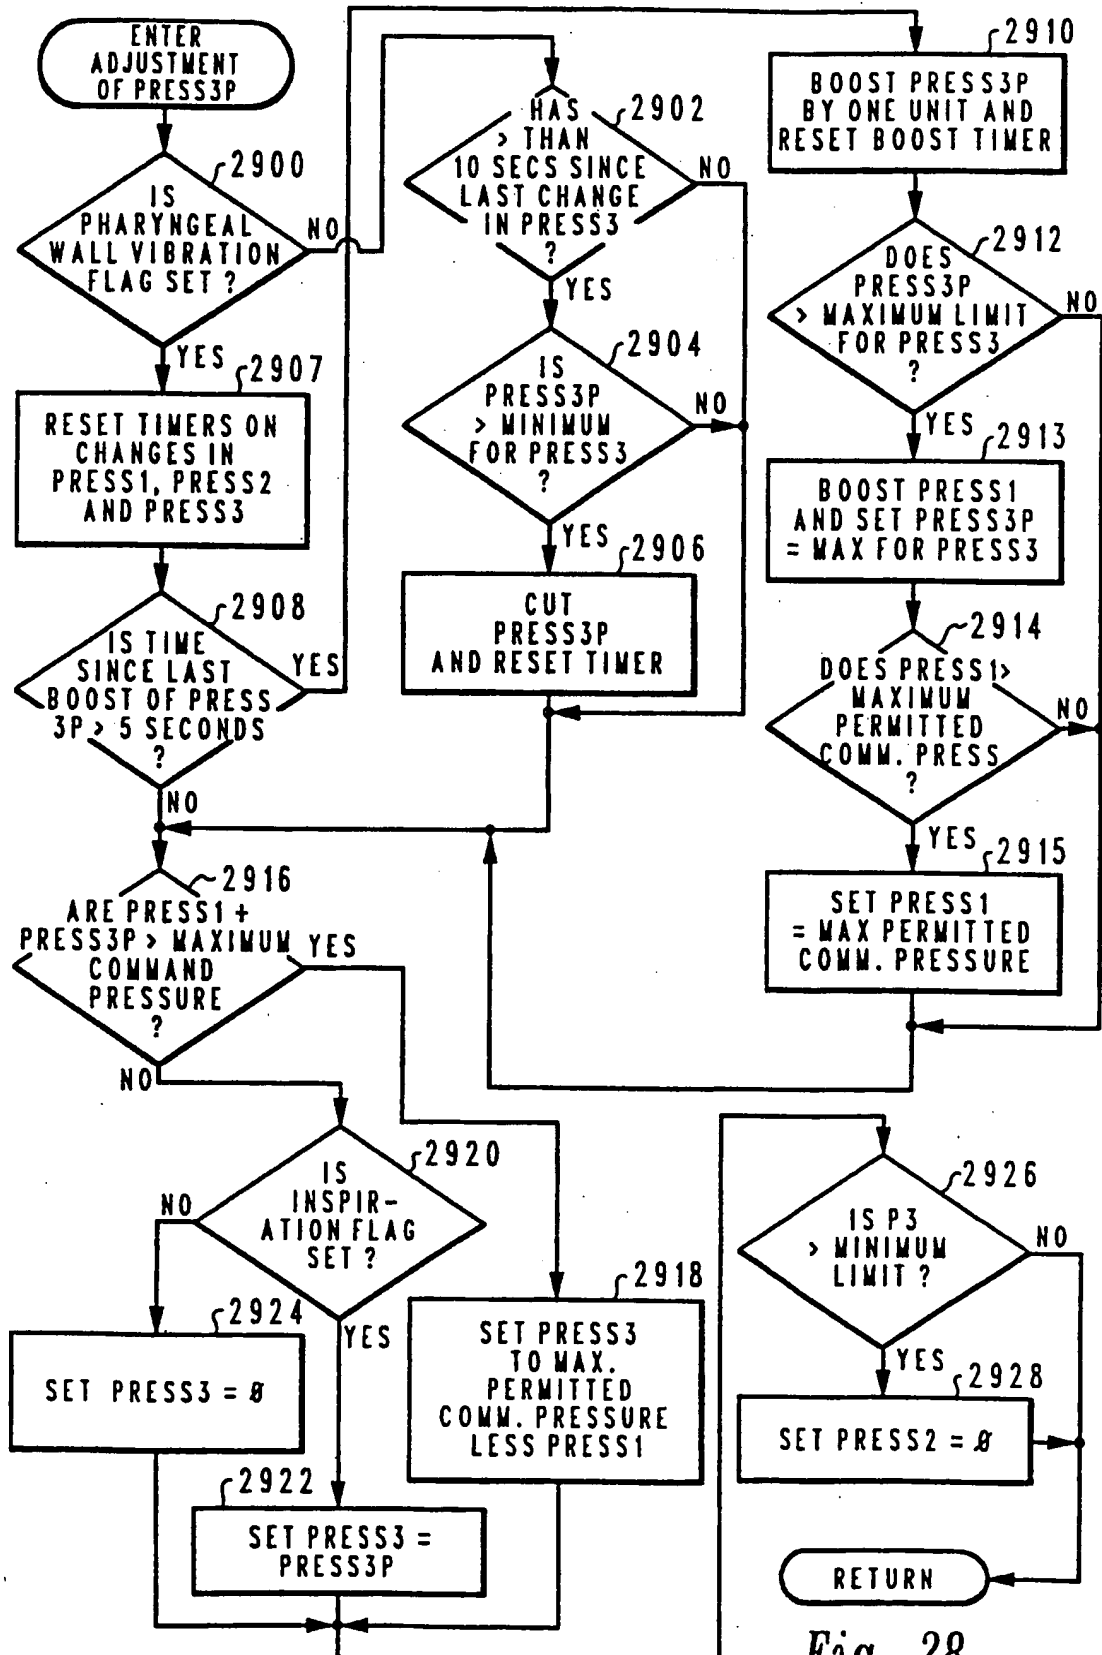 ENTER
ADJUSTMENT
OF PRESS3P
2900
IS
PHARYNGEAL
WALL VIBRATION
FLAG SET ?
NO
YES
2907
RESET TIMERS ON
CHANGES IN
PRESS1, PRESS2
AND PRESS3
2908
IS TIME
SINCE LAST
BOOST OF PRESS
3P > 5 SECONDS
?
YES
NO
2902
HAS
> THAN
10 SECS SINCE
LAST CHANGE
IN PRESS3
?
NO
YES
2904
IS
PRESS3P
> MINIMUM
FOR PRESS3
?
NO
YES
2906
CUT
PRESS3P
AND RESET TIMER
2910
BOOST PRESS3P
BY ONE UNIT AND
RESET BOOST TIMER
2912
DOES
PRESS3P
> MAXIMUM LIMIT
FOR PRESS3
?
NO
YES
2913
BOOST PRESS1
AND SET PRESS3P
= MAX FOR PRESS3
2914
DOES PRESS1>
MAXIMUM
PERMITTED
COMM. PRESS
?
NO
YES
2915
SET PRESS1
= MAX PERMITTED
COMM. PRESSURE
2916
ARE PRESS1 +
PRESS3P > MAXIMUM
COMMAND
PRESSURE
?
YES
NO
2920
IS
INSPIR-
ATION FLAG
SET ?
NO
YES
2924
SET PRESS3 = 0
2922
SET PRESS3 =
PRESS3P
2918
SET PRESS3
TO MAX.
PERMITTED
COMM. PRESSURE
LESS PRESS1
2926
IS P3
> MINIMUM
LIMIT ?
NO
YES
2928
SET PRESS2 = 0
RETURN
Fig. 28